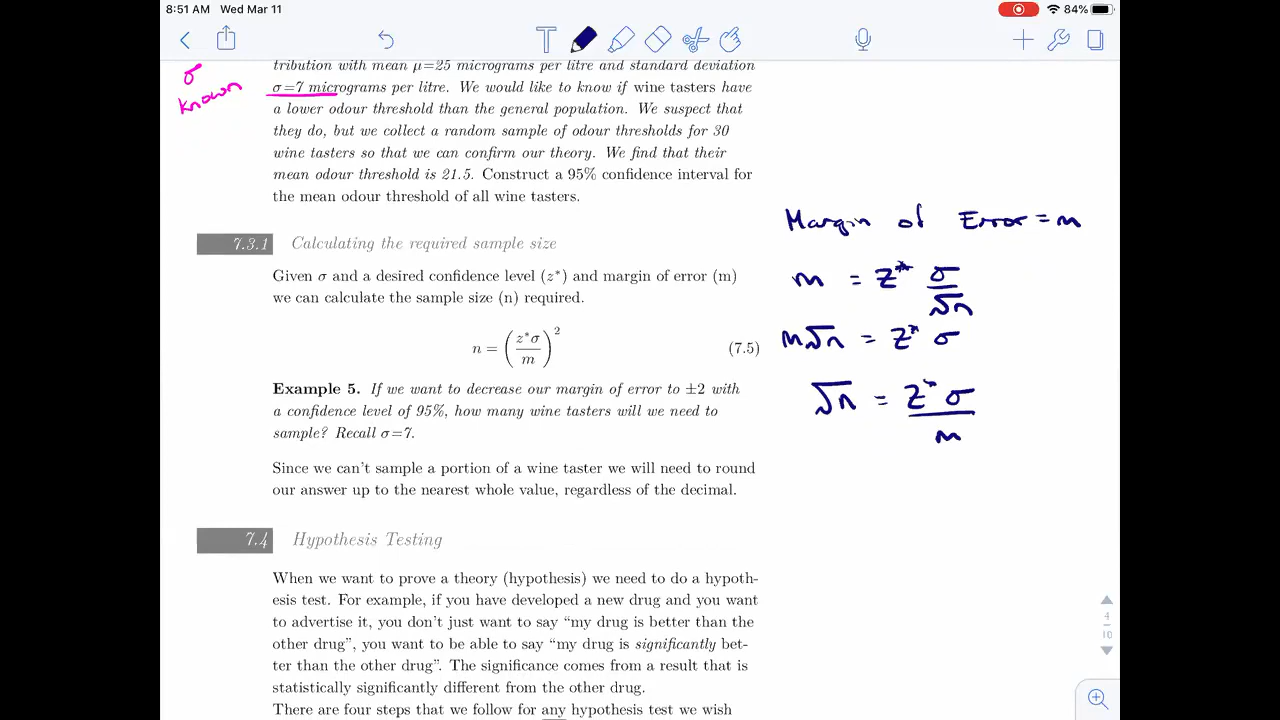 8:51 AM Wed Mar 11
84%
T
σ
known
tribution with mean μ=25 micrograms per litre and standard deviation
σ=7 micrograms per litre. We would like to know if wine tasters have
a lower odour threshold than the general population. We suspect that
they do, but we collect a random sample of odour thresholds for 30
wine tasters so that we can confirm our theory. We find that their
mean odour threshold is 21.5. Construct a 95% confidence interval for
the mean odour threshold of all wine tasters.
7.3.1 Calculating the required sample size
Given σ and a desired confidence level (z*) and margin of error (m)
we can calculate the sample size (n) required.
n = (z*σ/m)² (7.5)
Example 5. If we want to decrease our margin of error to ±2 with
a confidence level of 95%, how many wine tasters will we need to
sample? Recall σ=7.
Since we can't sample a portion of a wine taster we will need to round
our answer up to the nearest whole value, regardless of the decimal.
7.4 Hypothesis Testing
When we want to prove a theory (hypothesis) we need to do a hypoth-
esis test. For example, if you have developed a new drug and you want
to advertise it, you don't just want to say "my drug is better than the
other drug", you want to be able to say "my drug is significantly bet-
ter than the other drug". The significance comes from a result that is
statistically significantly different from the other drug.
There are four steps that we follow for any hypothesis test we wish
Margin of Error = m
m = z* σ/√n
m√n = z* σ
√n = z* σ/m
4
10